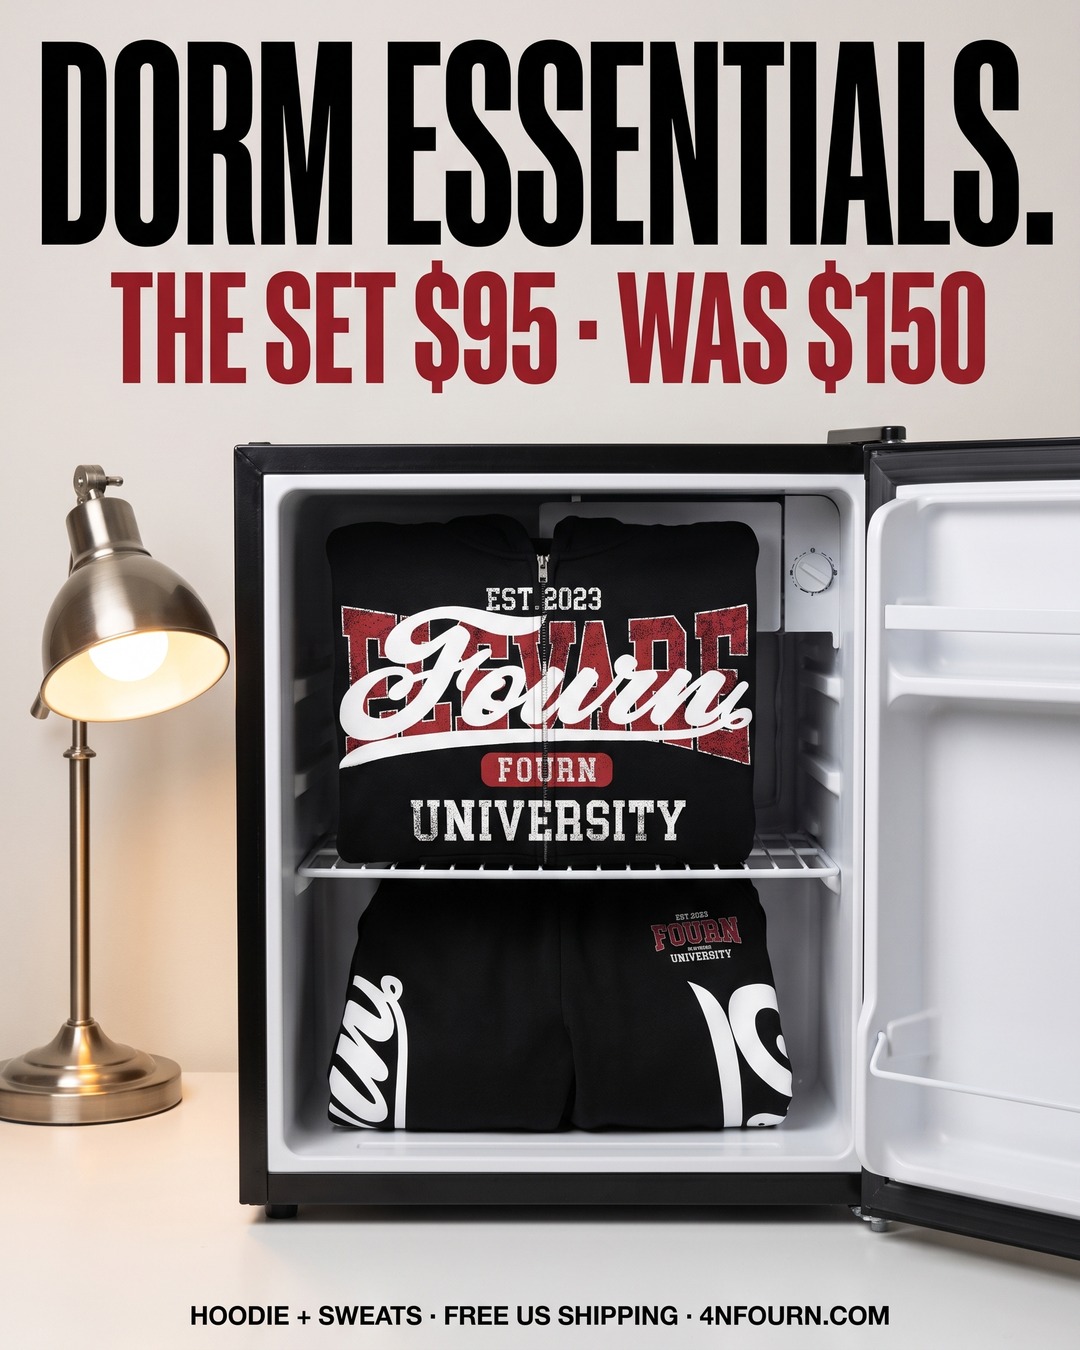 DORM ESSENTIALS.
THE SET $95 · WAS $150
EST. 2023
ELEVARE
Fourn
FOURN
UNIVERSITY
EST 2023
FOURN
UNIVERSITY
HOODIE + SWEATS · FREE US SHIPPING · 4NFOURN.COM